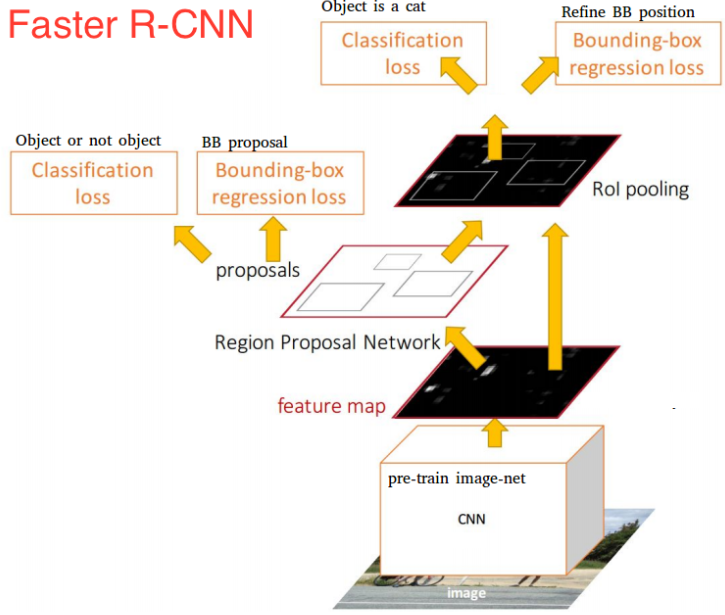 Faster R-CNN
Object is a cat
Classification
loss
Refine BB position
Bounding-box
regression loss
Object or not object
Classification
loss
BB proposal
Bounding-box
regression loss
RoI pooling
proposals
Region Proposal Network
feature map
pre-train image-net
CNN
image